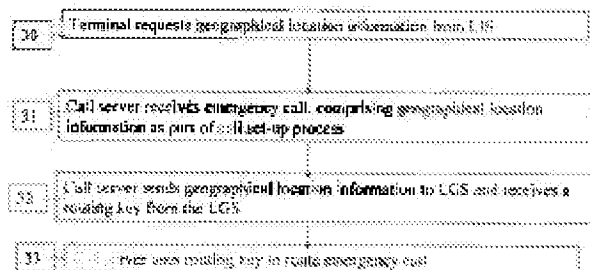 30 Terminal requests geographical location information from LIS
31 Call server receives emergency call, comprising geographical location
information as part of call set-up process
32 Call server sends geographical location information to LGS and receives a
routing key from the LGS
33 uses routing key to route emergency call